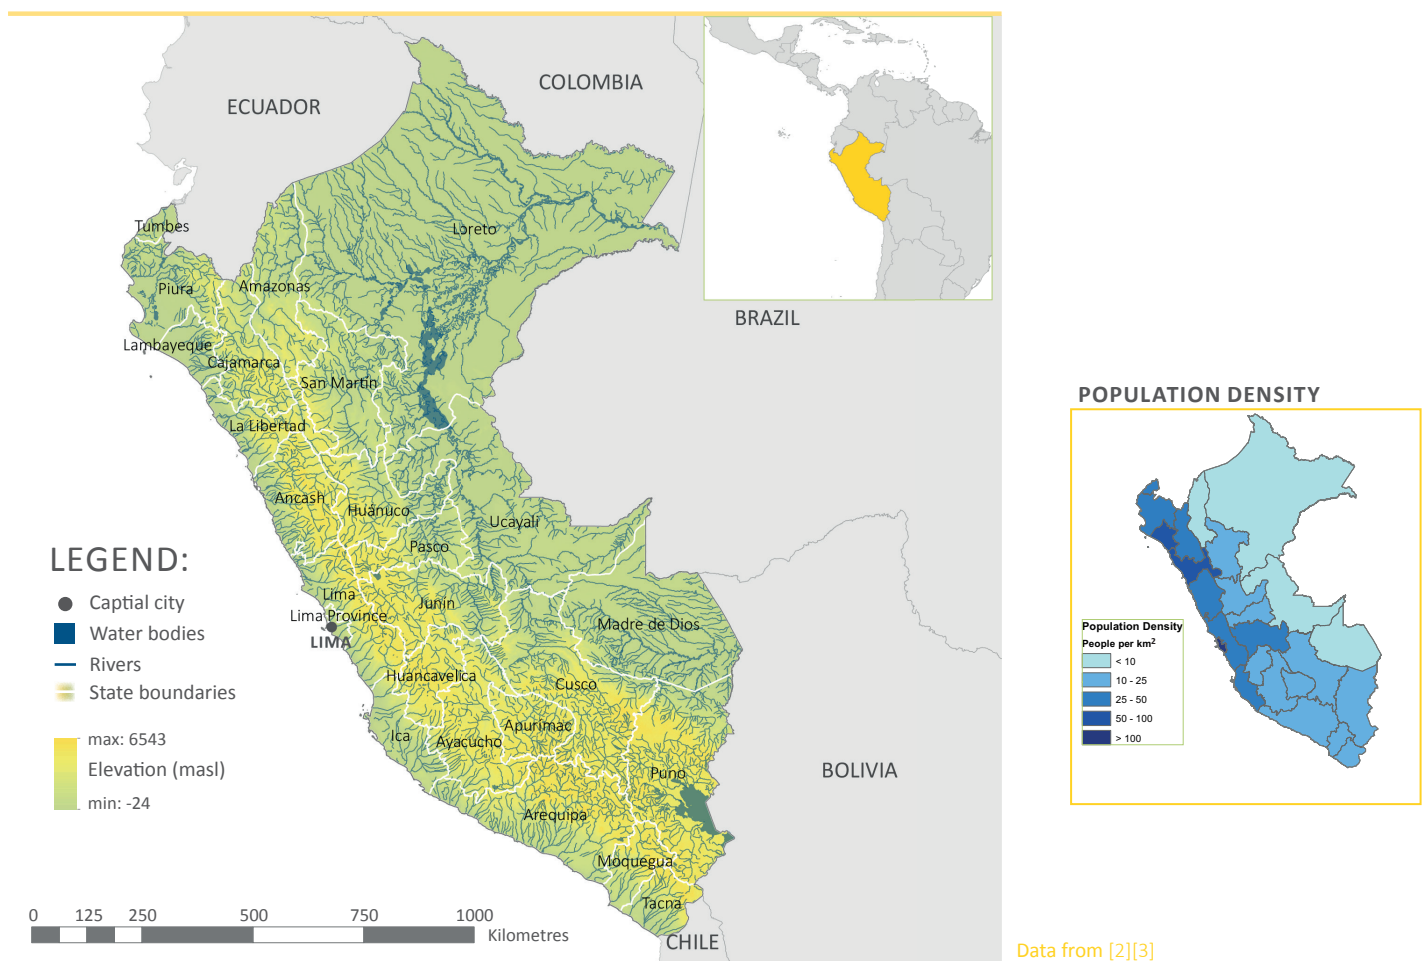 COLOMBIA
ECUADOR
Tumbes
Loreto
Piura
Amazonas
BRAZIL
Lambayeque
Cajamarca
San Martín
La Libertad
Ancash
Huánuco
Ucayali
Pasco
Lima
Junín
Lima Province
LIMA
Madre de Dios
Huancavelica
Cusco
Apurímac
Ica
Ayacucho
Puno
BOLIVIA
Arequipa
Moquegua
Tacna
CHILE
LEGEND:
Captial city
Water bodies
Rivers
State boundaries
max: 6543
Elevation (masl)
min: -24
0 125 250 500 750 1000
Kilometres
POPULATION DENSITY
Population Density
People per km²
< 10
10 - 25
25 - 50
50 - 100
> 100
Data from [2][3]